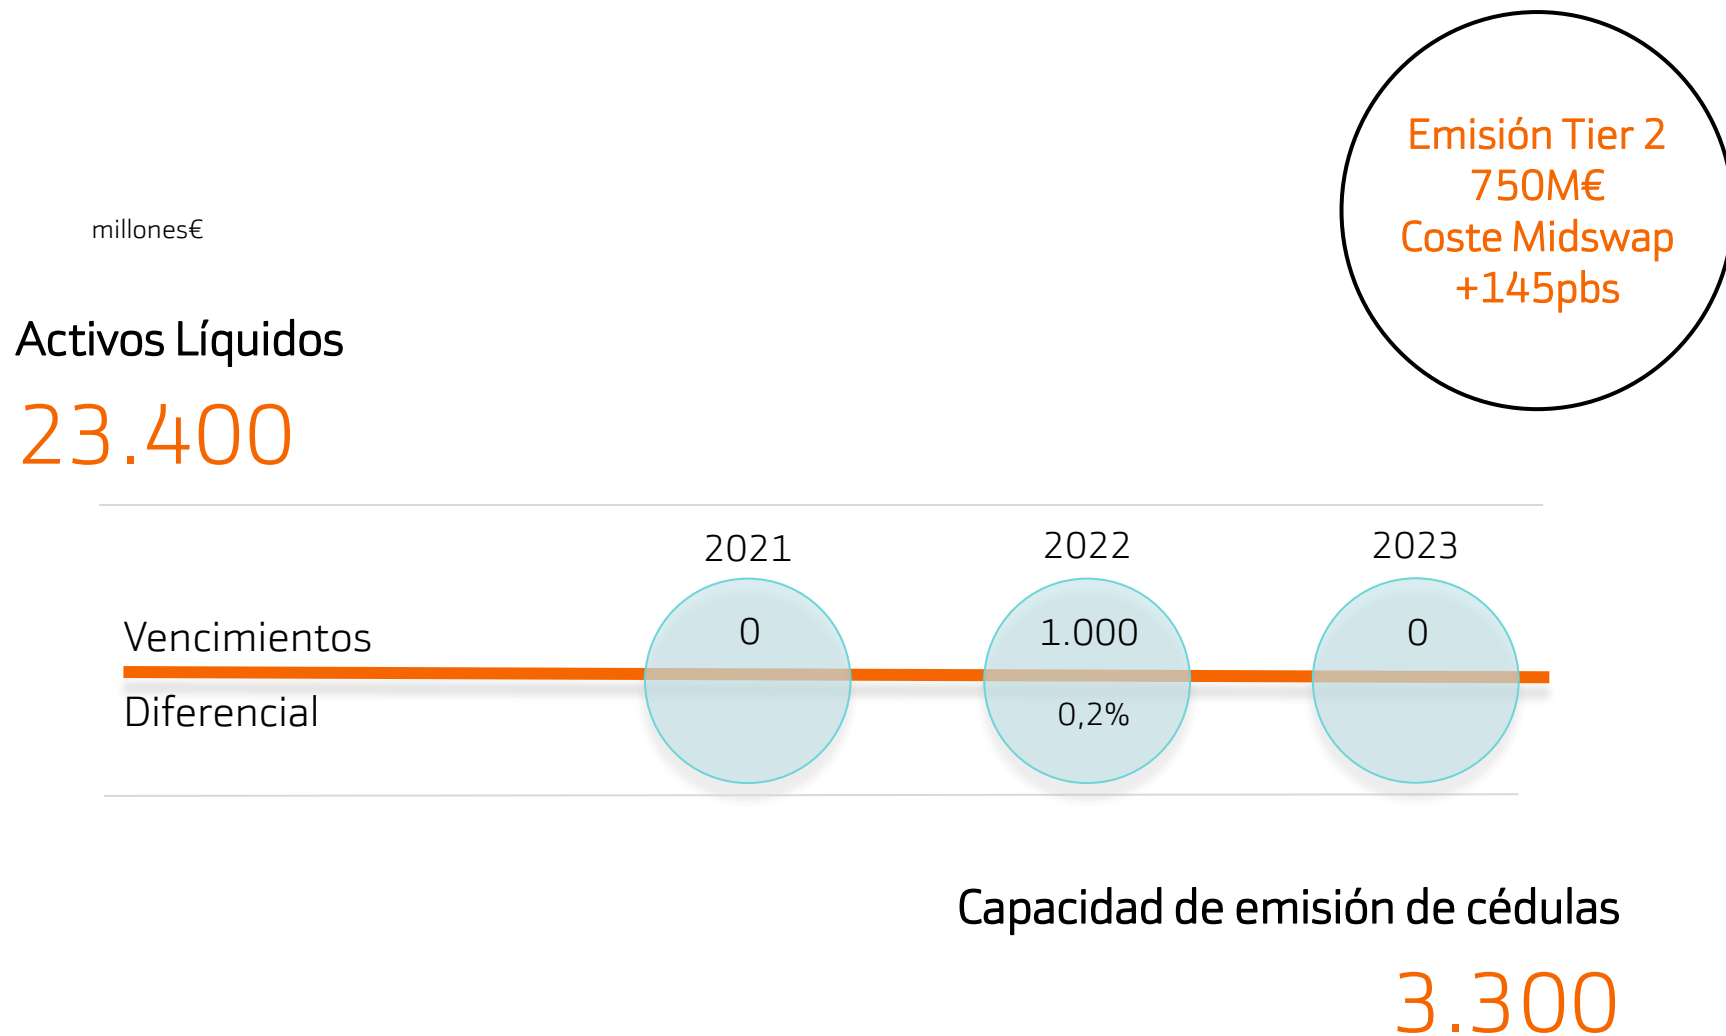 Emisión Tier 2
750M€
Coste Midswap
+145pbs
millones€
Activos Líquidos
23.400
2021 2022 2023
Vencimientos 0 1.000 0
Diferencial 0,2%
Capacidad de emisión de cédulas
3.300